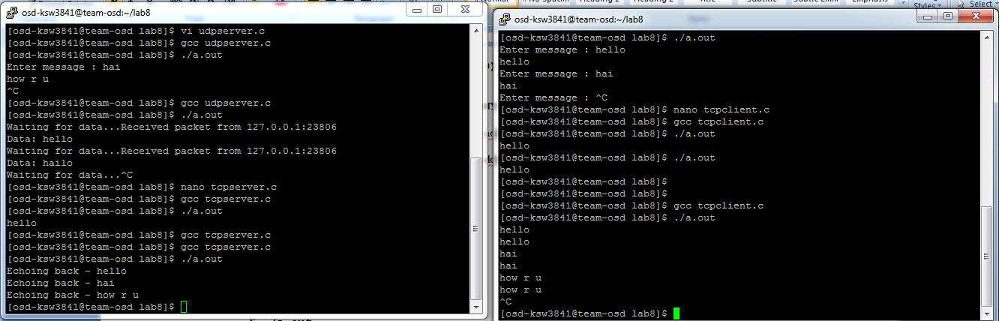 osd-ksw3841@team-osd:~/lab8
[osd-ksw3841@team-osd lab8]$ vi udpserver.c
[osd-ksw3841@team-osd lab8]$ gcc udpserver.c
[osd-ksw3841@team-osd lab8]$ ./a.out
Enter message : hai
how r u
^C
[osd-ksw3841@team-osd lab8]$ gcc udpserver.c
[osd-ksw3841@team-osd lab8]$ ./a.out
Waiting for data...Received packet from 127.0.0.1:23806
Data: hello
Waiting for data...Received packet from 127.0.0.1:23806
Data: hailo
Waiting for data...^C
[osd-ksw3841@team-osd lab8]$ nano tcpserver.c
[osd-ksw3841@team-osd lab8]$ gcc tcpserver.c
[osd-ksw3841@team-osd lab8]$ ./a.out
hello
[osd-ksw3841@team-osd lab8]$ gcc tcpserver.c
[osd-ksw3841@team-osd lab8]$ gcc tcpserver.c
[osd-ksw3841@team-osd lab8]$ ./a.out
Echoing back - hello
Echoing back - hai
Echoing back - how r u
[osd-ksw3841@team-osd lab8]$
osd-ksw3841@team-osd:~/lab8
[osd-ksw3841@team-osd lab8]$ ./a.out
Enter message : hello
hello
Enter message : hai
hai
Enter message : ^C
[osd-ksw3841@team-osd lab8]$ nano tcpclient.c
[osd-ksw3841@team-osd lab8]$ gcc tcpclient.c
[osd-ksw3841@team-osd lab8]$ ./a.out
hello
[osd-ksw3841@team-osd lab8]$ ./a.out
hello
[osd-ksw3841@team-osd lab8]$
[osd-ksw3841@team-osd lab8]$
[osd-ksw3841@team-osd lab8]$ gcc tcpclient.c
[osd-ksw3841@team-osd lab8]$ ./a.out
hello
hello
hai
hai
how r u
how r u
^C
[osd-ksw3841@team-osd lab8]$
Styles
Select